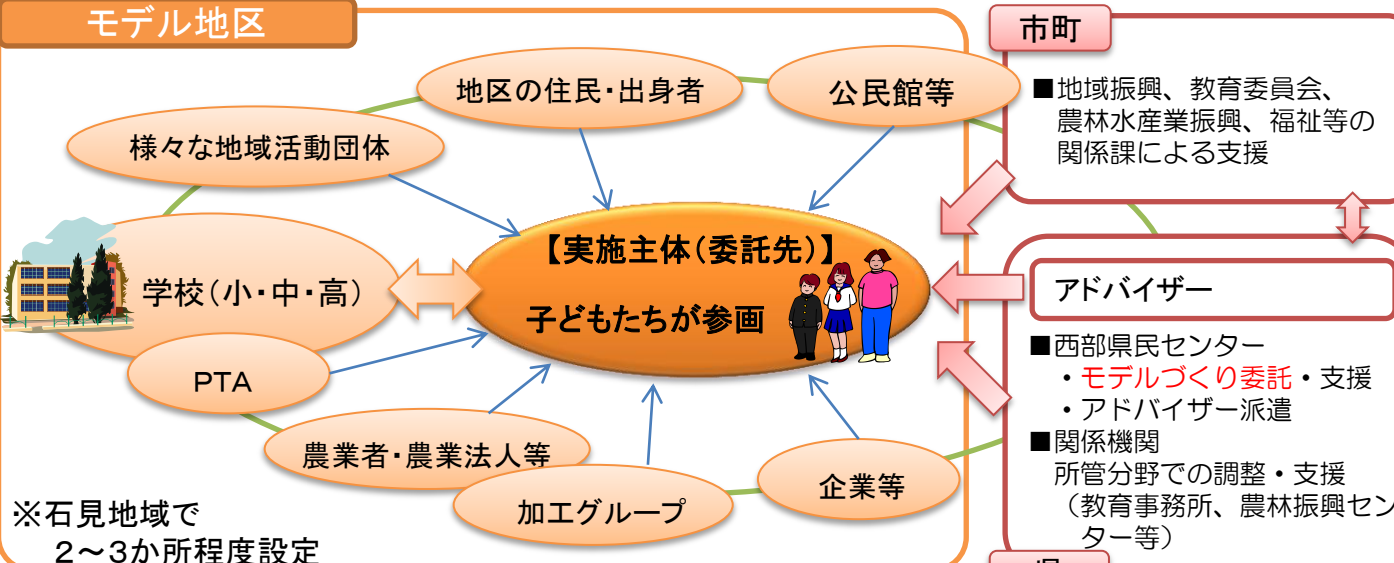 モデル地区
地区の住民・出身者
公民館等
様々な地域活動団体
学校(小・中・高)
PTA
農業者・農業法人等
加工グループ
企業等
【実施主体(委託先)】
子どもたちが参画
※石見地域で
2~3か所程度設定
市町
■地域振興、教育委員会、
農林水産業振興、福祉等の
関係課による支援
アドバイザー
■西部県民センター
・モデルづくり委託・支援
・アドバイザー派遣
■関係機関
所管分野での調整・支援
(教育事務所、農林振興セン
ター等)